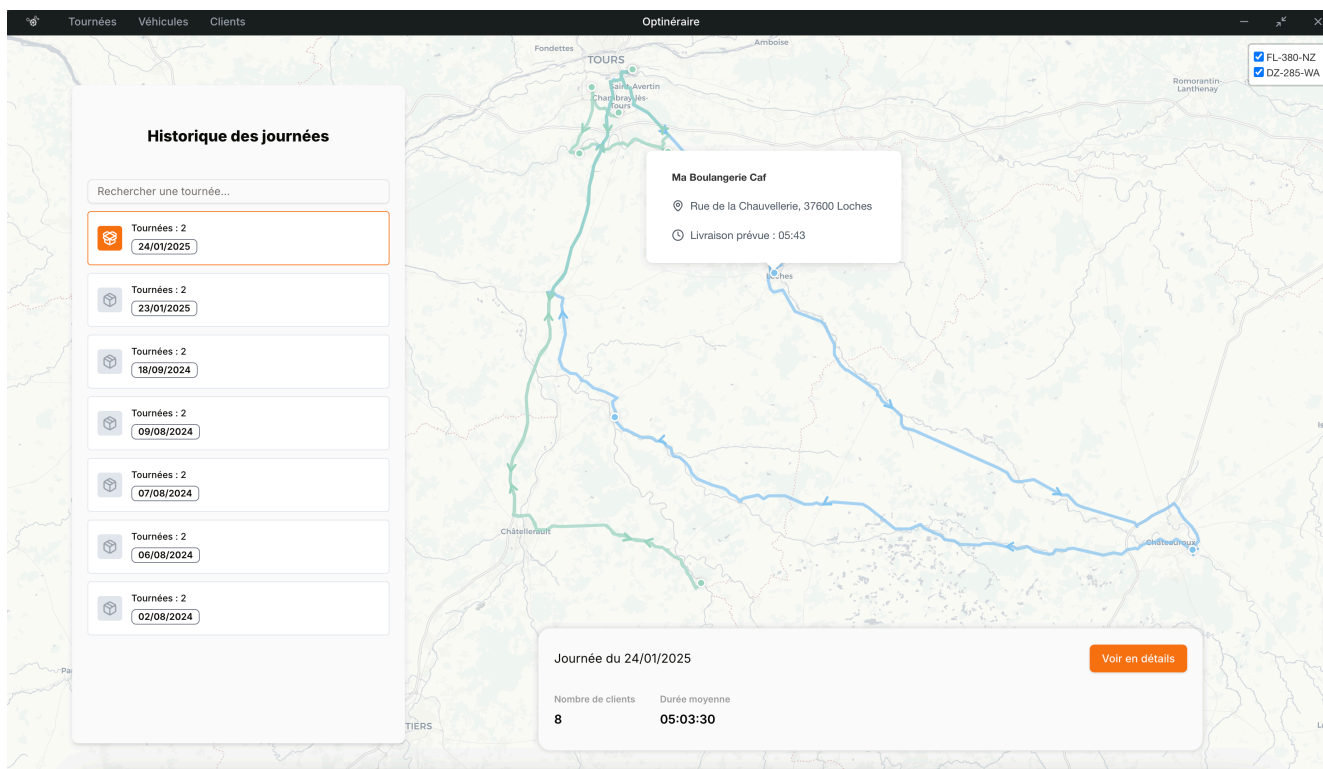 Tournées Véhicules Clients
Optinéraire
FL-380-NZ
DZ-285-WA
Fondettes
Amboise
TOURS
Saint-Avertin
Chambray-lès-
Tours
Romorantin-
Lanthenay
Historique des journées
Rechercher une tournée...
Tournées : 2
24/01/2025
Tournées : 2
23/01/2025
Tournées : 2
18/09/2024
Tournées : 2
09/08/2024
Tournées : 2
07/08/2024
Tournées : 2
06/08/2024
Tournées : 2
02/08/2024
Ma Boulangerie Caf
Rue de la Chauvellerie, 37600 Loches
Livraison prévue : 05:43
Loches
Châtellerault
Châteauroux
Pa
TIERS
Journée du 24/01/2025
Voir en détails
Nombre de clients Durée moyenne
8 05:03:30